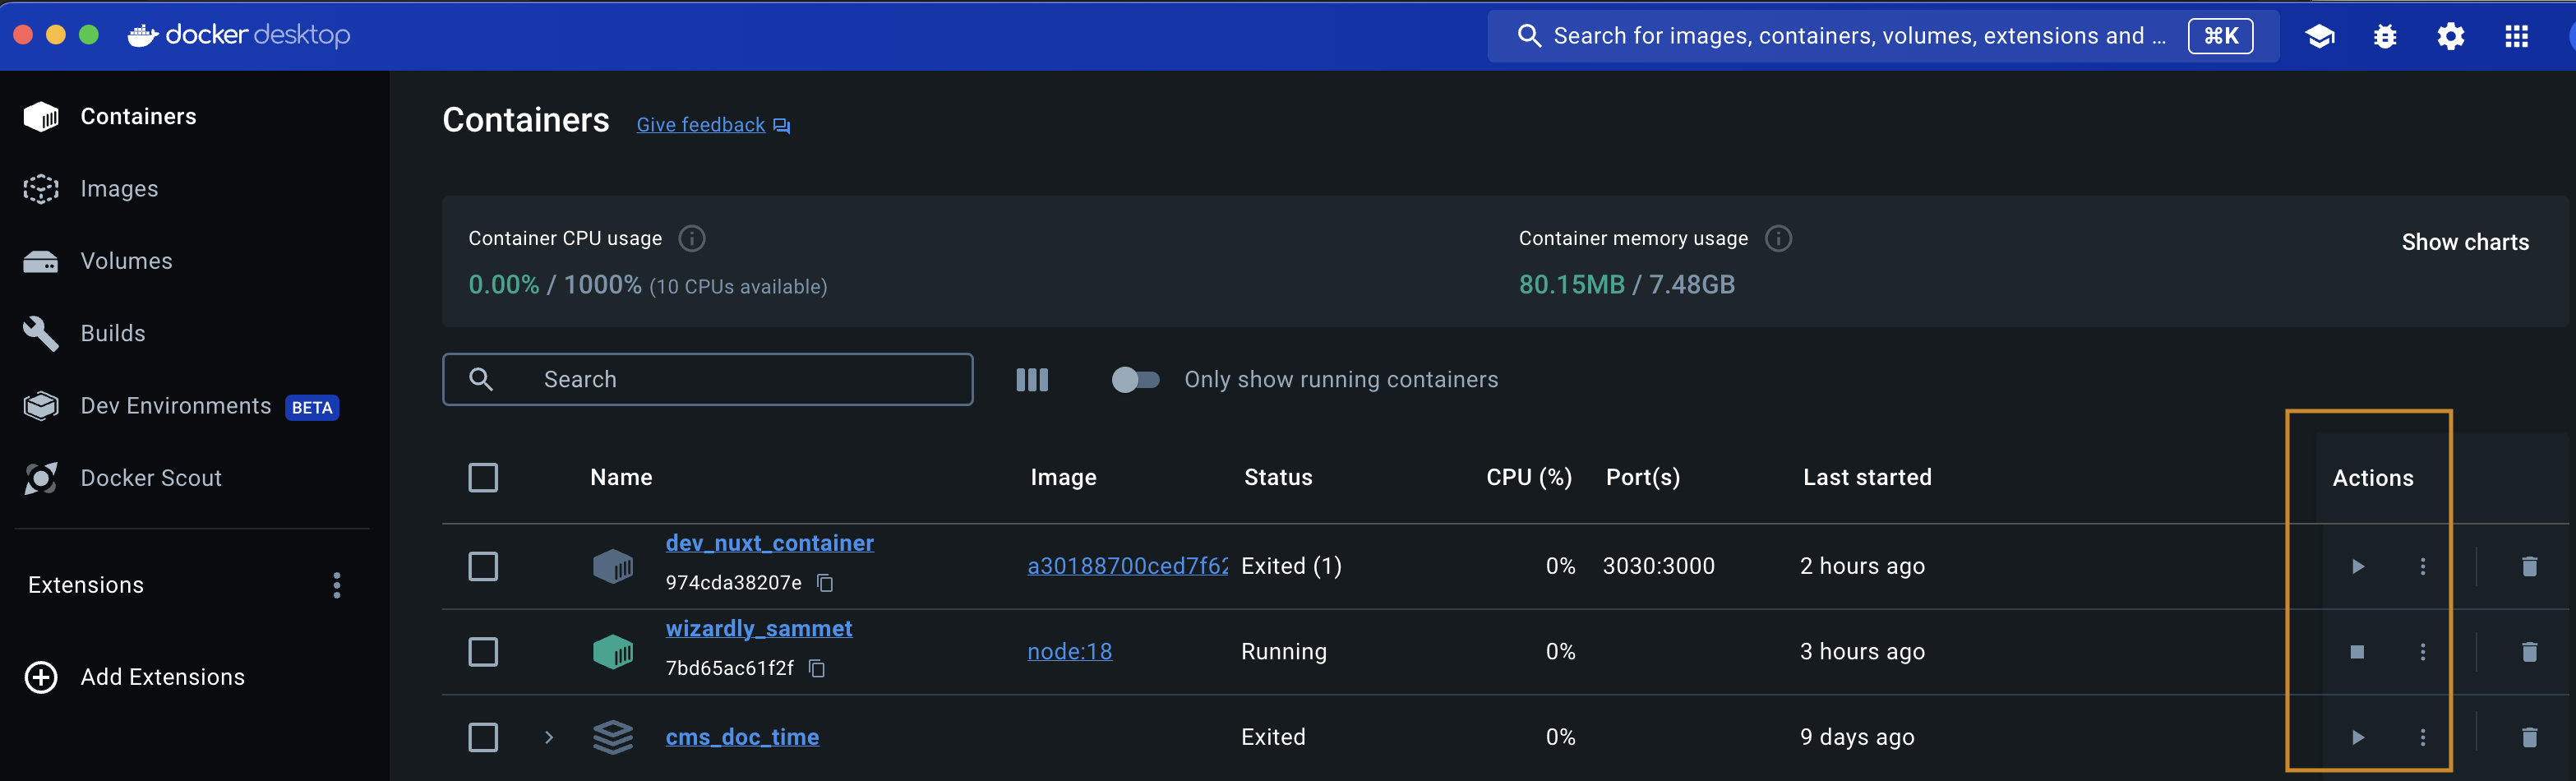 docker desktop
Search for images, containers, volumes, extensions and ... ⌘K
Containers
Images
Volumes
Builds
Dev Environments BETA
Docker Scout
Extensions
Add Extensions
Containers Give feedback
Container CPU usage
0.00% / 1000% (10 CPUs available)
Container memory usage
80.15MB / 7.48GB
Show charts
Search
Only show running containers
Name Image Status CPU (%) Port(s) Last started Actions
dev_nuxt_container
974cda38207e
a30188700ced7f62 Exited (1) 0% 3030:3000 2 hours ago
wizardly_sammet
7bd65ac61f2f
node:18 Running 0% 3 hours ago
cms_doc_time Exited 0% 9 days ago